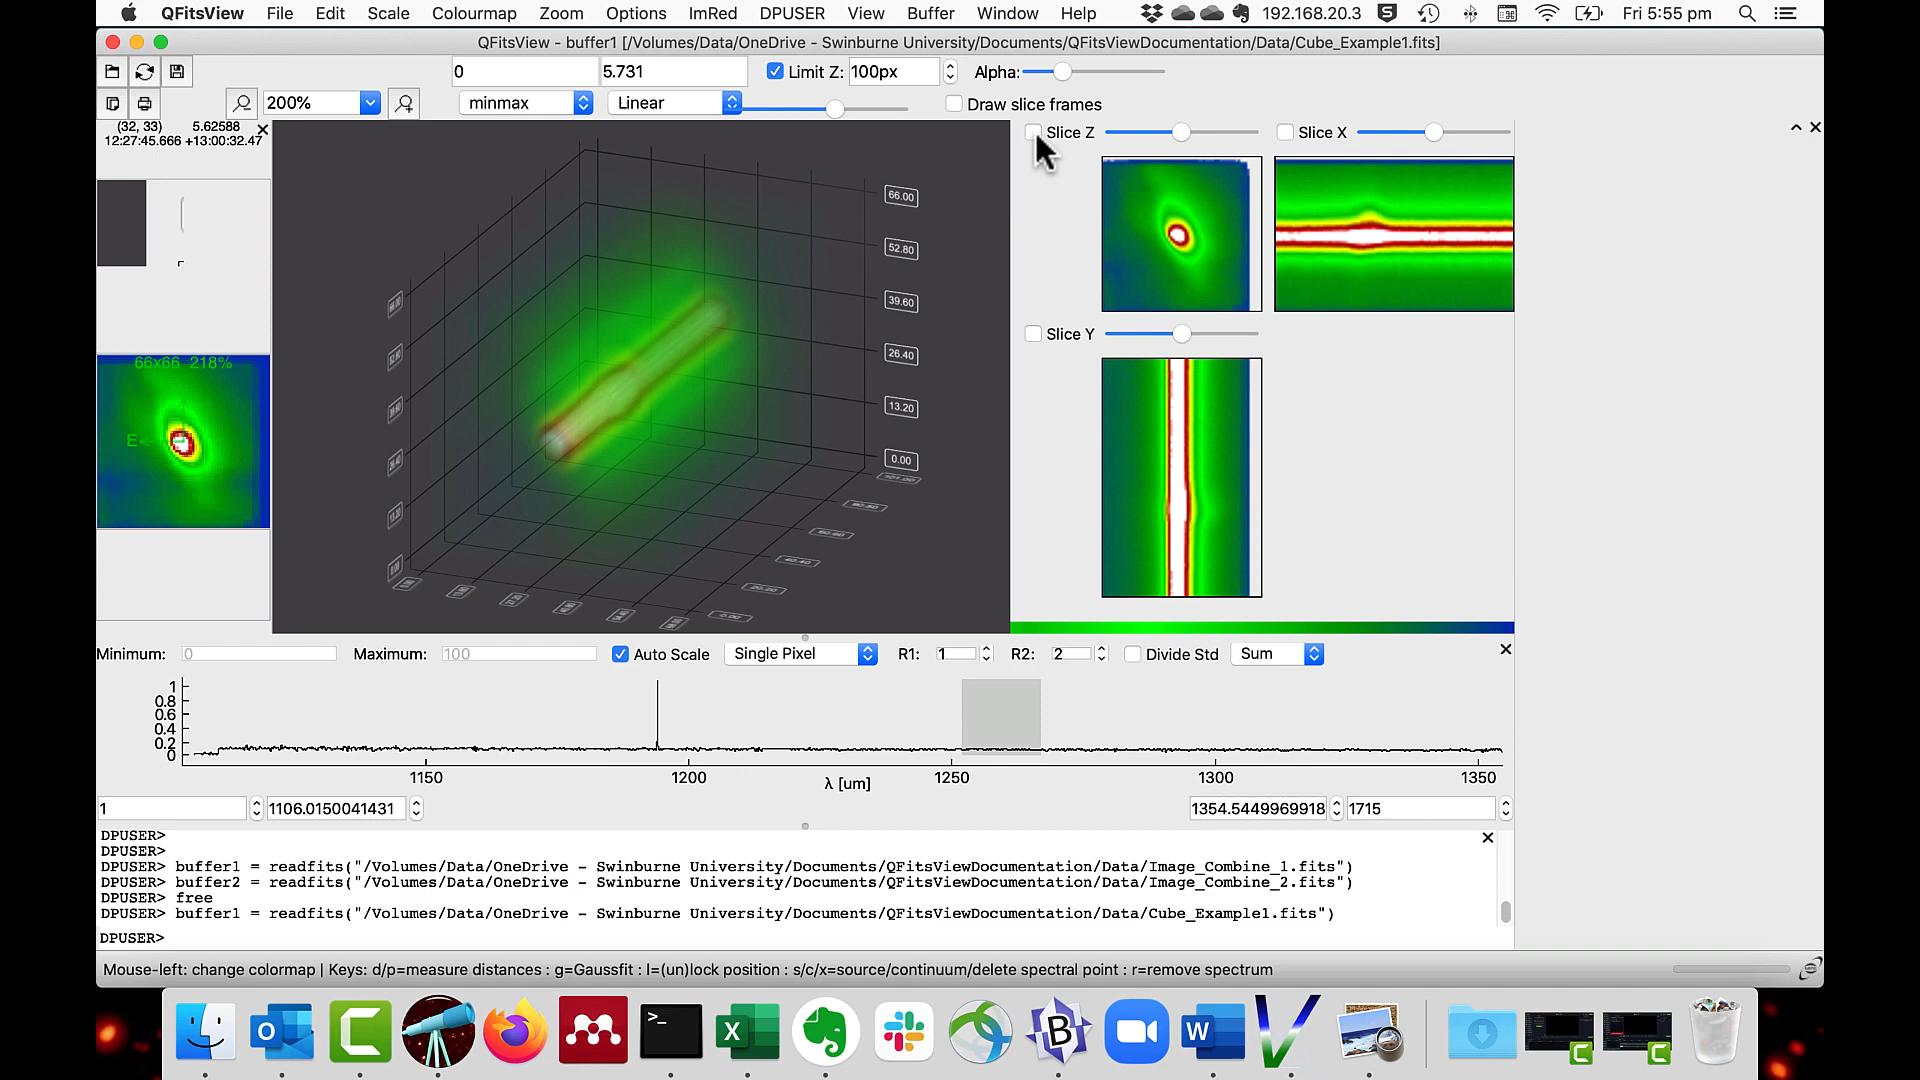 QFitsView File Edit Scale Colourmap Zoom Options ImRed DPUSER View Buffer Window Help 192.168.20.3 Fri 5:55 pm
QFitsView - buffer1 [/Volumes/Data/OneDrive - Swinburne University/Documents/QFitsViewDocumentation/Data/Cube_Example1.fits]
0 5.731 Limit Z: 100px Alpha:
200% minmax Linear Draw slice frames
(32, 33) 5.62588
12:27:45.666 +13:00:32.47
Slice Z Slice X
66.00
52.80
39.60
26.40
13.20
0.00
Slice Y
66x66 218%
E
Minimum: 0 Maximum: 100 Auto Scale Single Pixel R1: 1 R2: 2 Divide Std Sum
1
0.8
0.6
0.4
0.2
0
1150 1200 1250 1300 1350
λ [um]
1 1106.0150041431 1354.5449969918 1715
DPUSER>
DPUSER>
DPUSER> buffer1 = readfits("/Volumes/Data/OneDrive - Swinburne University/Documents/QFitsViewDocumentation/Data/Image_Combine_1.fits")
DPUSER> buffer2 = readfits("/Volumes/Data/OneDrive - Swinburne University/Documents/QFitsViewDocumentation/Data/Image_Combine_2.fits")
DPUSER> free
DPUSER> buffer1 = readfits("/Volumes/Data/OneDrive - Swinburne University/Documents/QFitsViewDocumentation/Data/Cube_Example1.fits")
DPUSER>
Mouse-left: change colormap | Keys: d/p=measure distances : g=Gaussfit : l=(un)lock position : s/c/x=source/continuum/delete spectral point : r=remove spectrum